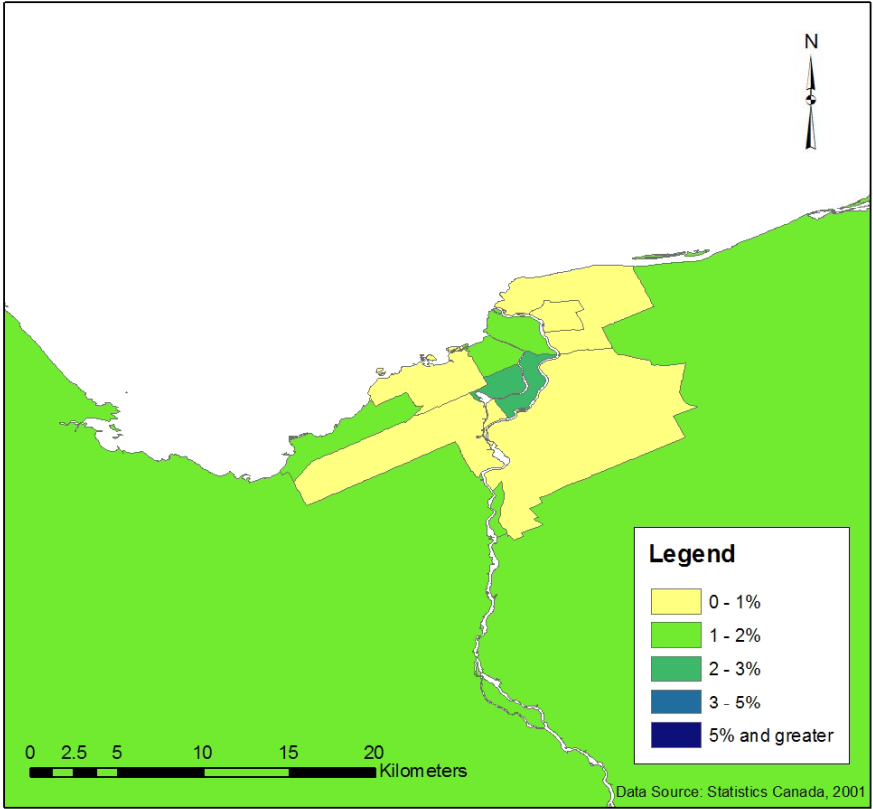 N
Legend
0 - 1%
1 - 2%
2 - 3%
3 - 5%
5% and greater
0 2.5 5 10 15 20
Kilometers
Data Source: Statistics Canada, 2001